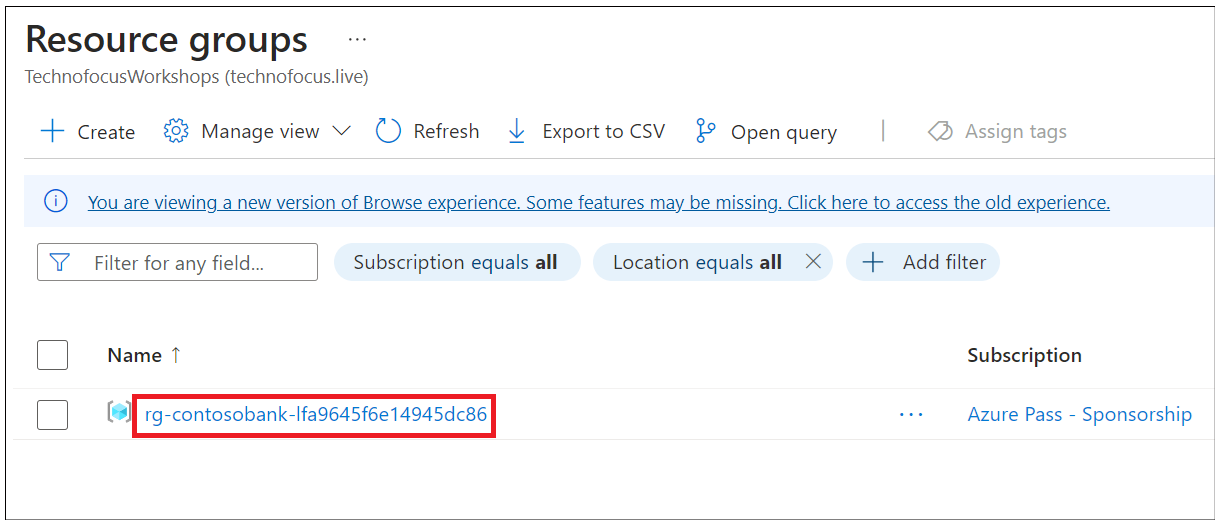 Resource groups ...
TechnofocusWorkshops (technofocus.live)
Create Manage view Refresh Export to CSV Open query | Assign tags
You are viewing a new version of Browse experience. Some features may be missing. Click here to access the old experience.
Filter for any field... Subscription equals all Location equals all Add filter
Name ↑ Subscription
rg-contosobank-lfa9645f6e14945dc86 ... Azure Pass - Sponsorship